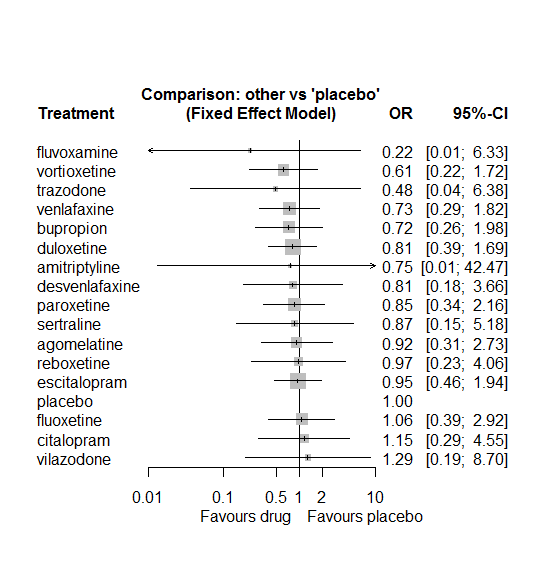 Comparison: other vs 'placebo'
Treatment (Fixed Effect Model) OR 95%-CI
fluvoxamine 0.22 [0.01; 6.33]
vortioxetine 0.61 [0.22; 1.72]
trazodone 0.48 [0.04; 6.38]
venlafaxine 0.73 [0.29; 1.82]
bupropion 0.72 [0.26; 1.98]
duloxetine 0.81 [0.39; 1.69]
amitriptyline 0.75 [0.01; 42.47]
desvenlafaxine 0.81 [0.18; 3.66]
paroxetine 0.85 [0.34; 2.16]
sertraline 0.87 [0.15; 5.18]
agomelatine 0.92 [0.31; 2.73]
reboxetine 0.97 [0.23; 4.06]
escitalopram 0.95 [0.46; 1.94]
placebo 1.00
fluoxetine 1.06 [0.39; 2.92]
citalopram 1.15 [0.29; 4.55]
vilazodone 1.29 [0.19; 8.70]
0.01 0.1 0.5 1 2 10
Favours drug Favours placebo